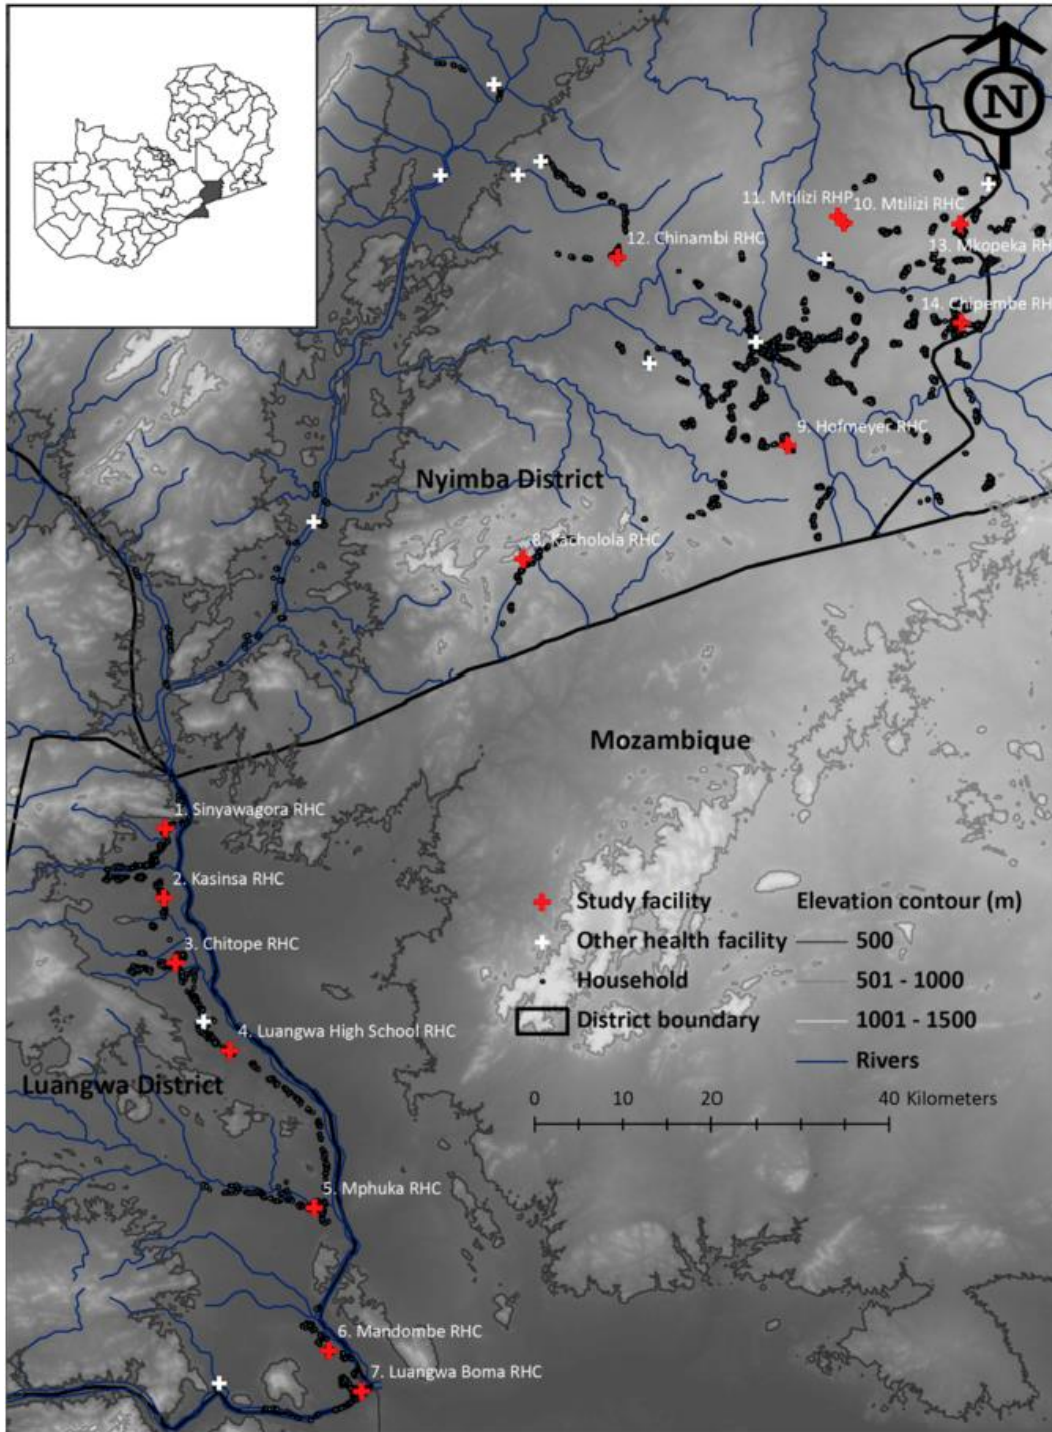 N
11. Mtilizi RHP
10. Mtilizi RHC
12. Chinambi RHC
13. Mkopeka RH
14. Chipembe RH
9. Hofmeyer RHC
Nyimba District
8. Kacholola RHC
Mozambique
1. Sinyawagora RHC
2. Kasinsa RHC
3. Chitope RHC
4. Luangwa High School RHC
Luangwa District
5. Mphuka RHC
6. Mandombe RHC
7. Luangwa Boma RHC
Study facility
Other health facility
Household
District boundary
Elevation contour (m)
500
501 - 1000
1001 - 1500
Rivers
0 10 20 40 Kilometers